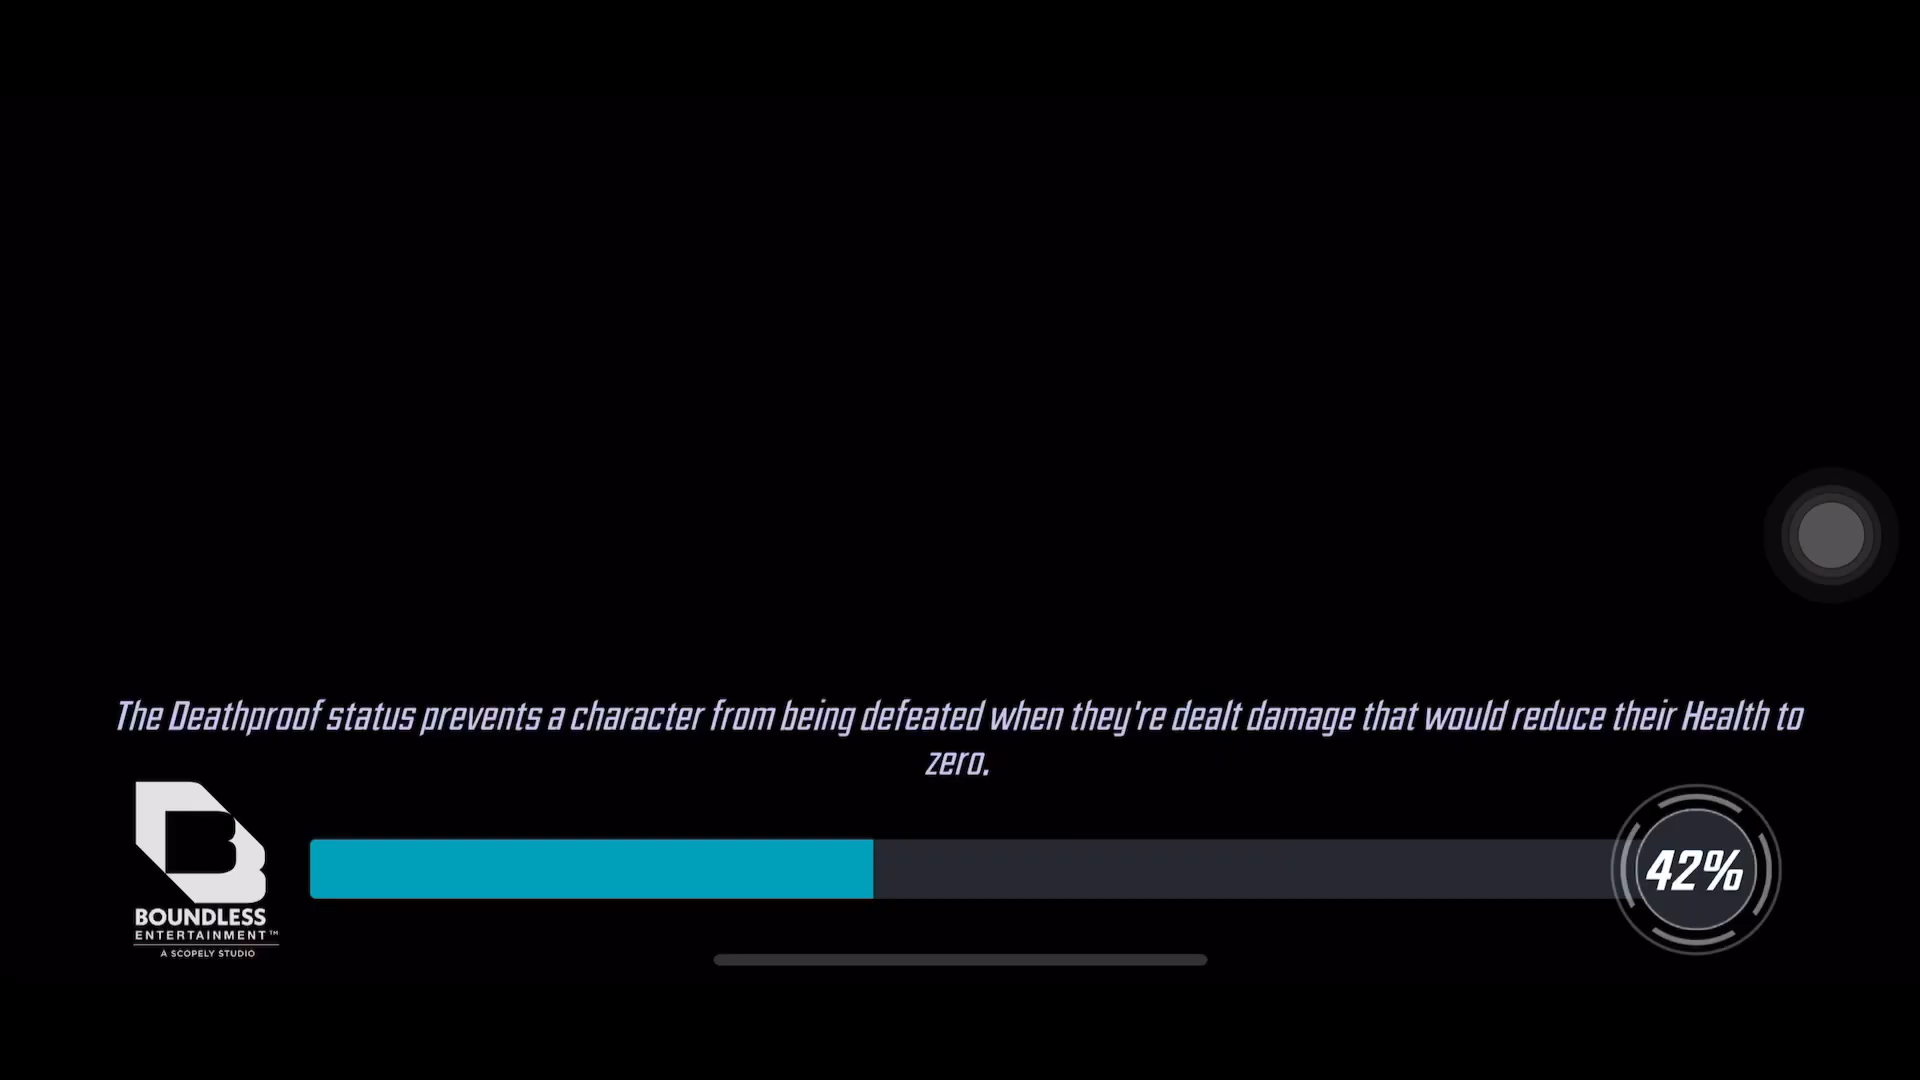 The Deathproof status prevents a character from being defeated when they're dealt damage that would reduce their Health to
zero.
42%
BOUNDLESS
ENTERTAINMENT™
A SCOPELY STUDIO